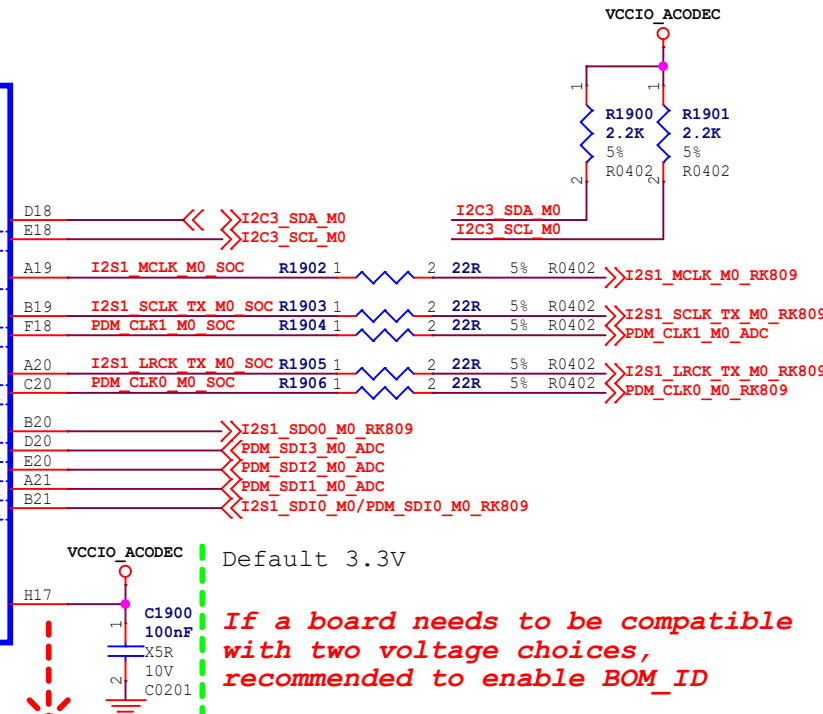 VCCIO_ACODEC
1
1
R1900
R1901
2.2K
2.2K
5%
5%
R0402
R0402
2
2
D18
I2C3_SDA_M0
I2C3_SDA_M0
E18
I2C3_SCL_M0
I2C3_SCL_M0
A19 I2S1_MCLK_M0_SOC R1902 1 2 22R 5% R0402 I2S1_MCLK_M0_RK809
B19 I2S1_SCLK_TX_M0_SOC R1903 1 2 22R 5% R0402 I2S1_SCLK_TX_M0_RK809
F18 PDM_CLK1_M0_SOC R1904 1 2 22R 5% R0402 PDM_CLK1_M0_ADC
A20 I2S1_LRCK_TX_M0_SOC R1905 1 2 22R 5% R0402 I2S1_LRCK_TX_M0_RK809
C20 PDM_CLK0_M0_SOC R1906 1 2 22R 5% R0402 PDM_CLK0_M0_RK809
B20 I2S1_SDO0_M0_RK809
D20 PDM_SDI3_M0_ADC
E20 PDM_SDI2_M0_ADC
A21 PDM_SDI1_M0_ADC
B21 I2S1_SDI0_M0/PDM_SDI0_M0_RK809
VCCIO_ACODEC
H17
1
C1900
100nF
X5R
10V
2
C0201
Default 3.3V
If a board needs to be compatible
with two voltage choices,
recommended to enable BOM_ID